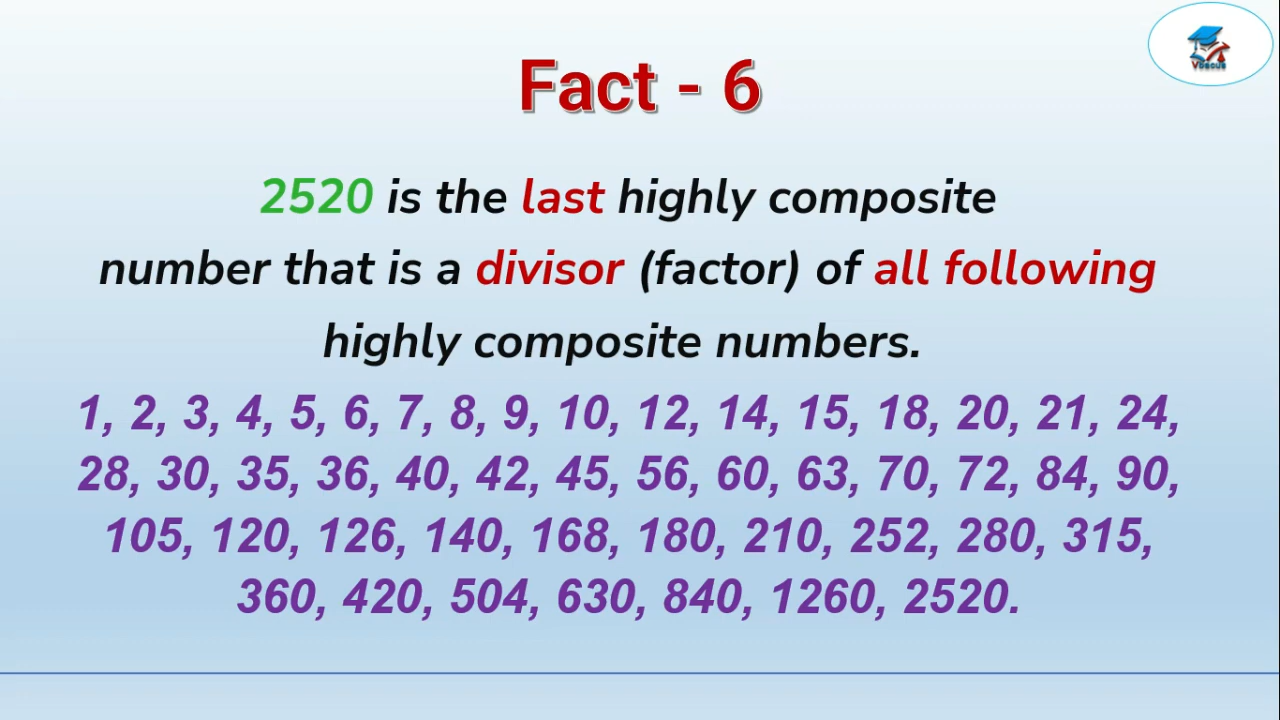 Vbscus
Fact - 6
2520 is the last highly composite
number that is a divisor (factor) of all following
highly composite numbers.
1, 2, 3, 4, 5, 6, 7, 8, 9, 10, 12, 14, 15, 18, 20, 21, 24,
28, 30, 35, 36, 40, 42, 45, 56, 60, 63, 70, 72, 84, 90,
105, 120, 126, 140, 168, 180, 210, 252, 280, 315,
360, 420, 504, 630, 840, 1260, 2520.